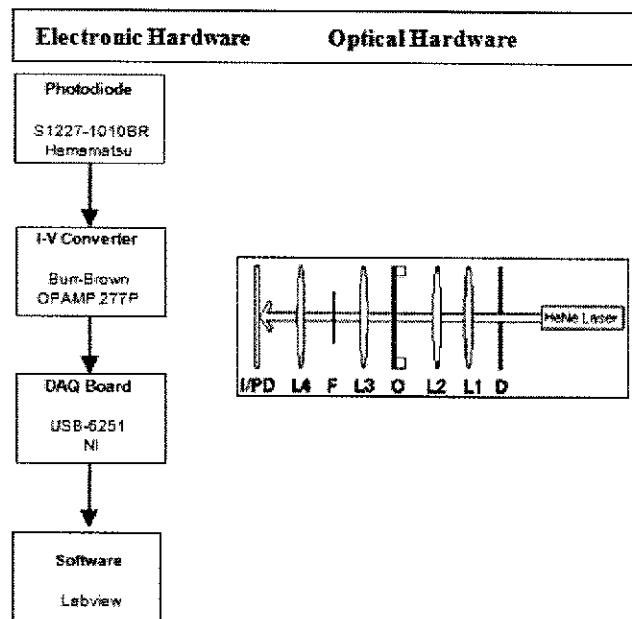 Electronic Hardware Optical Hardware
Photodiode
S1227-1010BR
Hamamatsu
I-V Converter
Burr-Brown
OPAMP 277P
DAQ Board
USB-6251
NI
Software
Labview
HeNe Laser
I/PD L4 F L3 O L2 L1 D